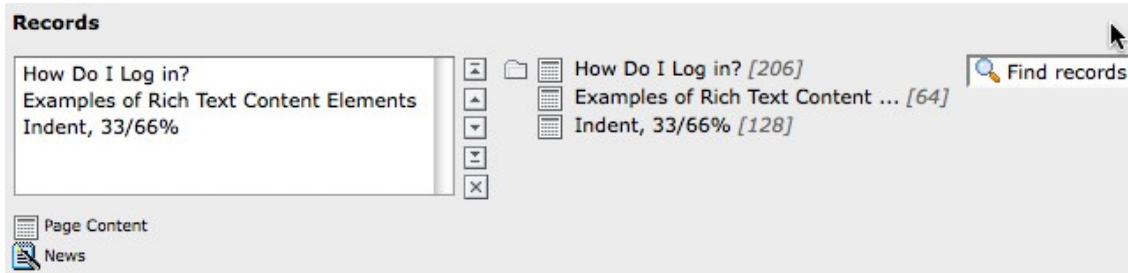 Records
How Do I Log in?
Examples of Rich Text Content Elements
Indent, 33/66%
How Do I Log in? [206]
Examples of Rich Text Content ... [64]
Indent, 33/66% [128]
Find records
Page Content
News